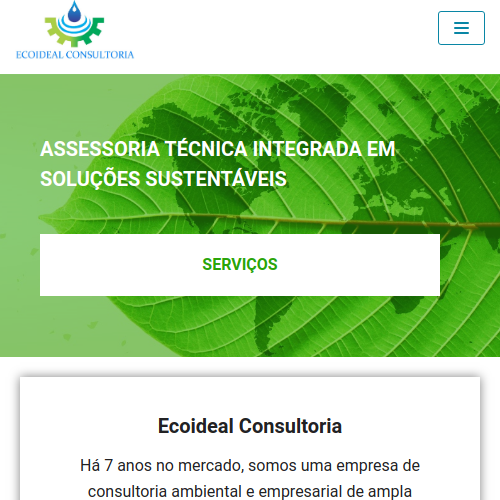 ECOIDEAL CONSULTORIA
ASSESSORIA TÉCNICA INTEGRADA EM
SOLUÇÕES SUSTENTÁVEIS
SERVIÇOS
Ecoideal Consultoria
Há 7 anos no mercado, somos uma empresa de
consultoria ambiental e empresarial de ampla